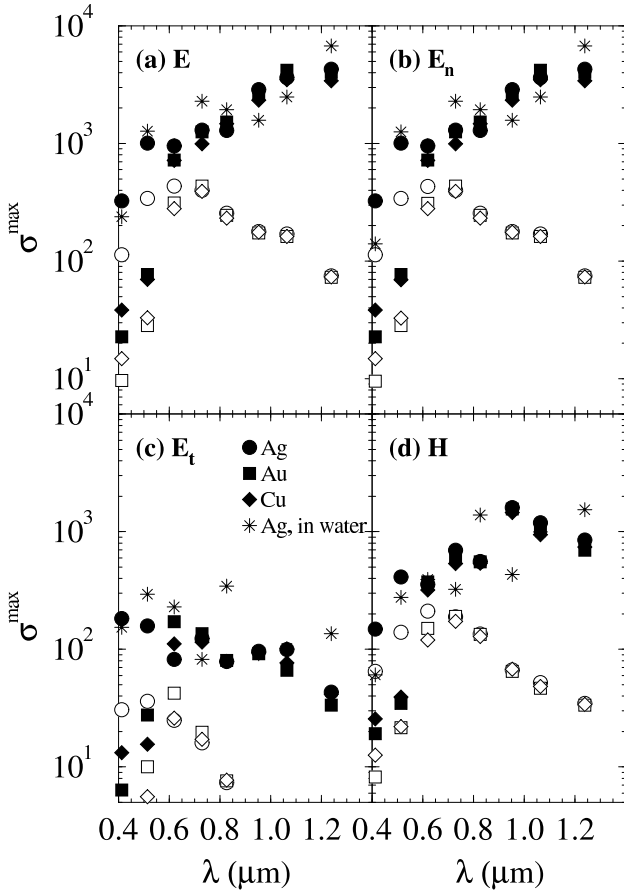 10^4
(a) E
(b) E_n
10^3
σ^max
10^2
10^1
10^4
(c) E_t
(d) H
Ag
Au
Cu
Ag, in water
10^3
σ^max
10^2
10^1
0.4 0.6 0.8 1.0 1.2 0.4 0.6 0.8 1.0 1.2
λ (μm) λ (μm)